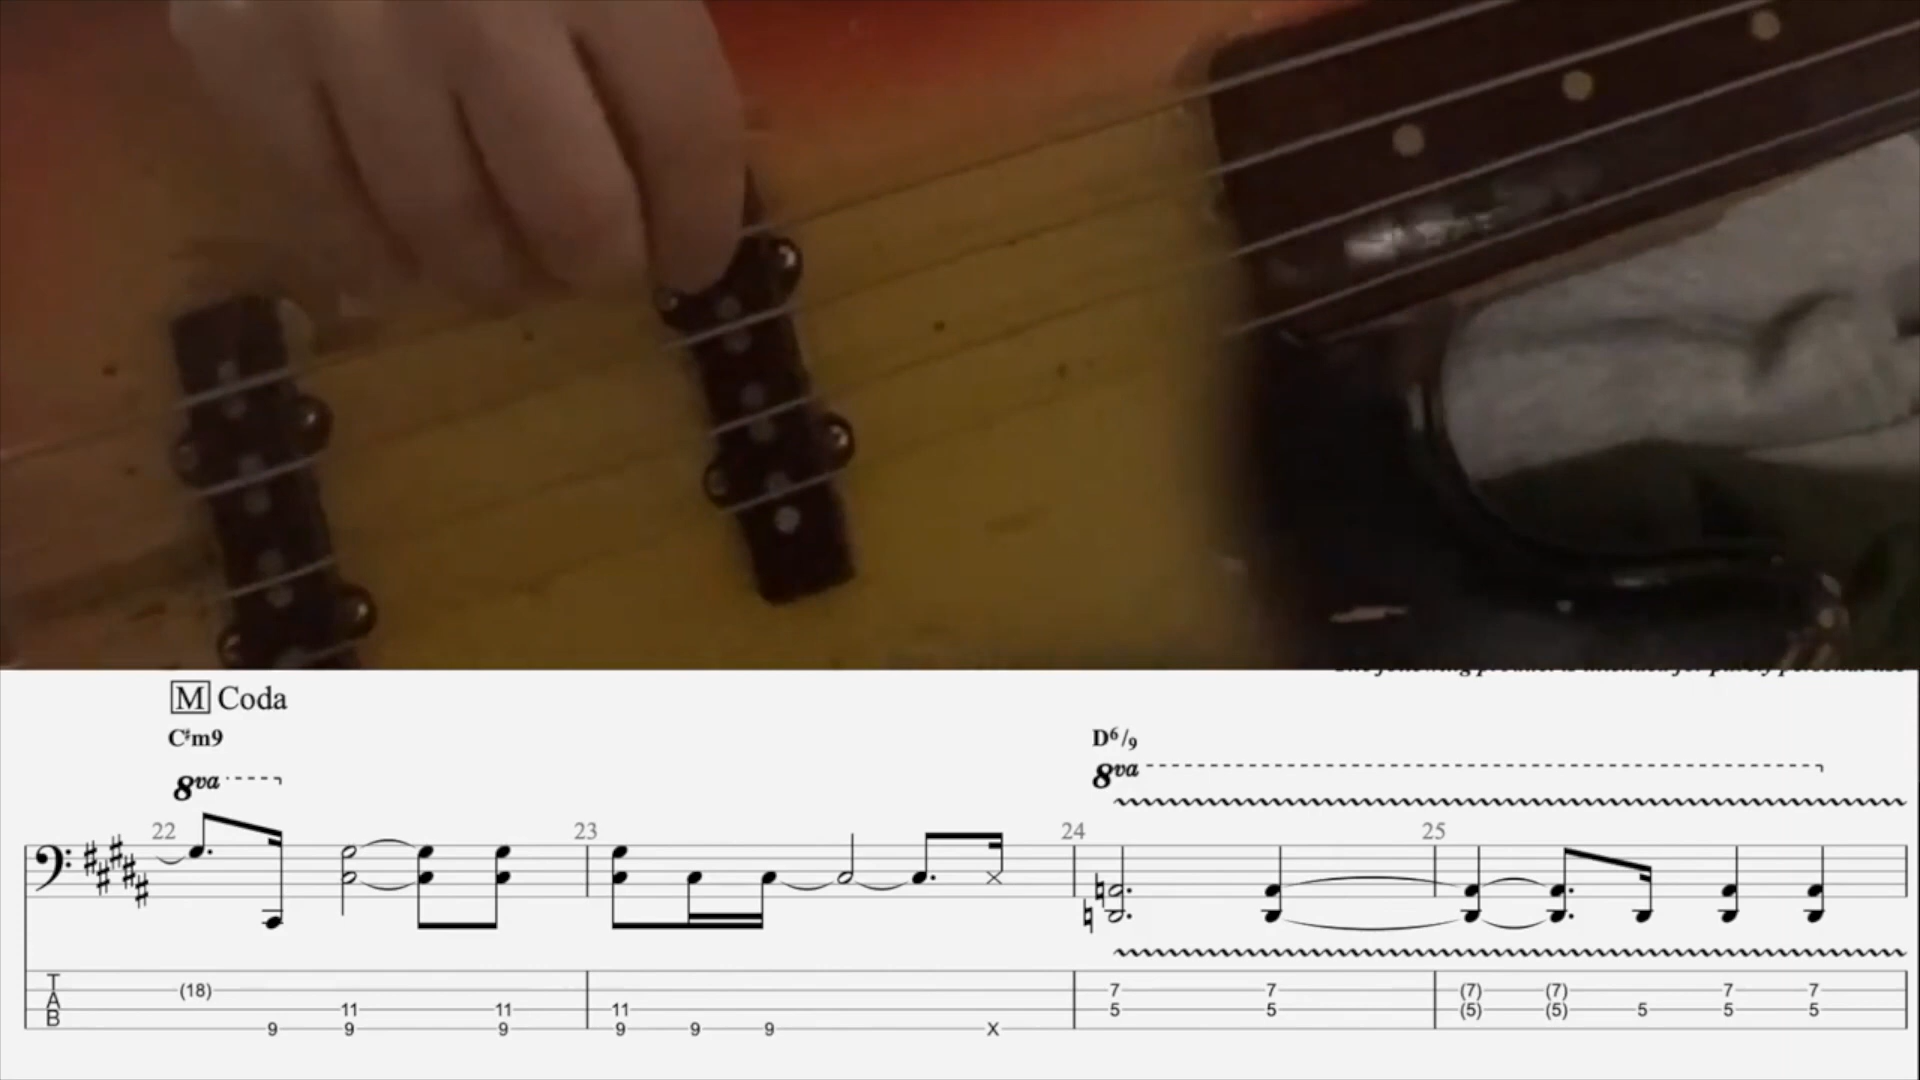 M Coda
C♯m9
D6/9
8va
8va
22
23
24
25
T
A
B
(18) 7 7 (7) (7) 7 7
11 11 11 5 5 (5) (5) 5 5 5
9 9 9 9 9 9 X